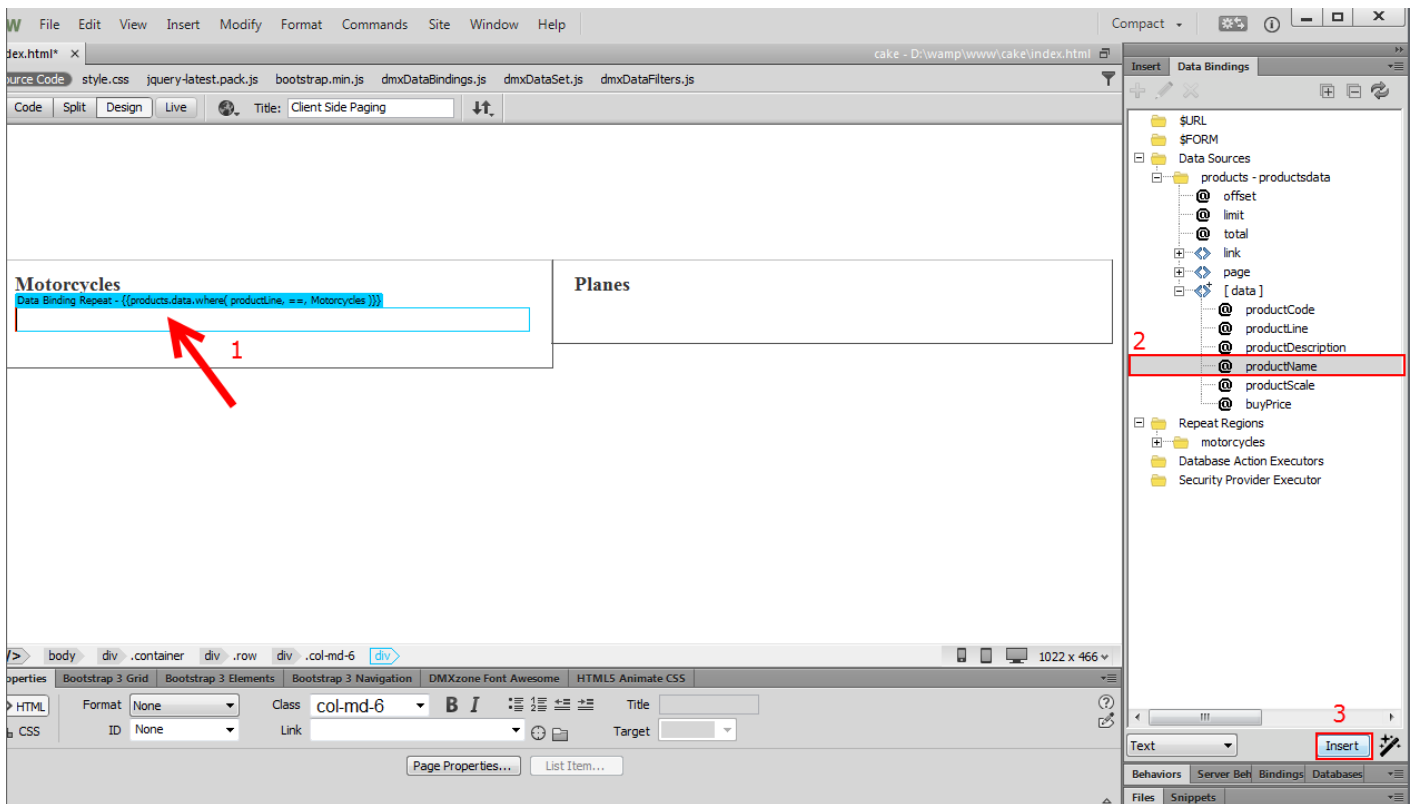 W File Edit View Insert Modify Format Commands Site Window Help Compact
dex.html* × cake - D:\wamp\www\cake\index.html
ource Code style.css jquery-latest.pack.js bootstrap.min.js dmxDataBindings.js dmxDataSet.js dmxDataFilters.js
Code Split Design Live Title: Client Side Paging
Motorcycles
Data Binding Repeat - {{products.data.where( productLine, ==, Motorcycles )}}
1
Planes
Insert Data Bindings
$URL
$FORM
Data Sources
products - productsdata
offset
limit
total
link
page
[ data ]
productCode
productLine
2 productDescription
productName
productScale
buyPrice
Repeat Regions
motorcycles
Database Action Executors
Security Provider Executor
3
Text Insert
Behaviors Server Beh Bindings Databases
Files Snippets
/> body div .container div .row div .col-md-6 div 1022 x 466
operties Bootstrap 3 Grid Bootstrap 3 Elements Bootstrap 3 Navigation DMXzone Font Awesome HTML5 Animate CSS
HTML Format None Class col-md-6 B I Title
CSS ID None Link Target
Page Properties... List Item...